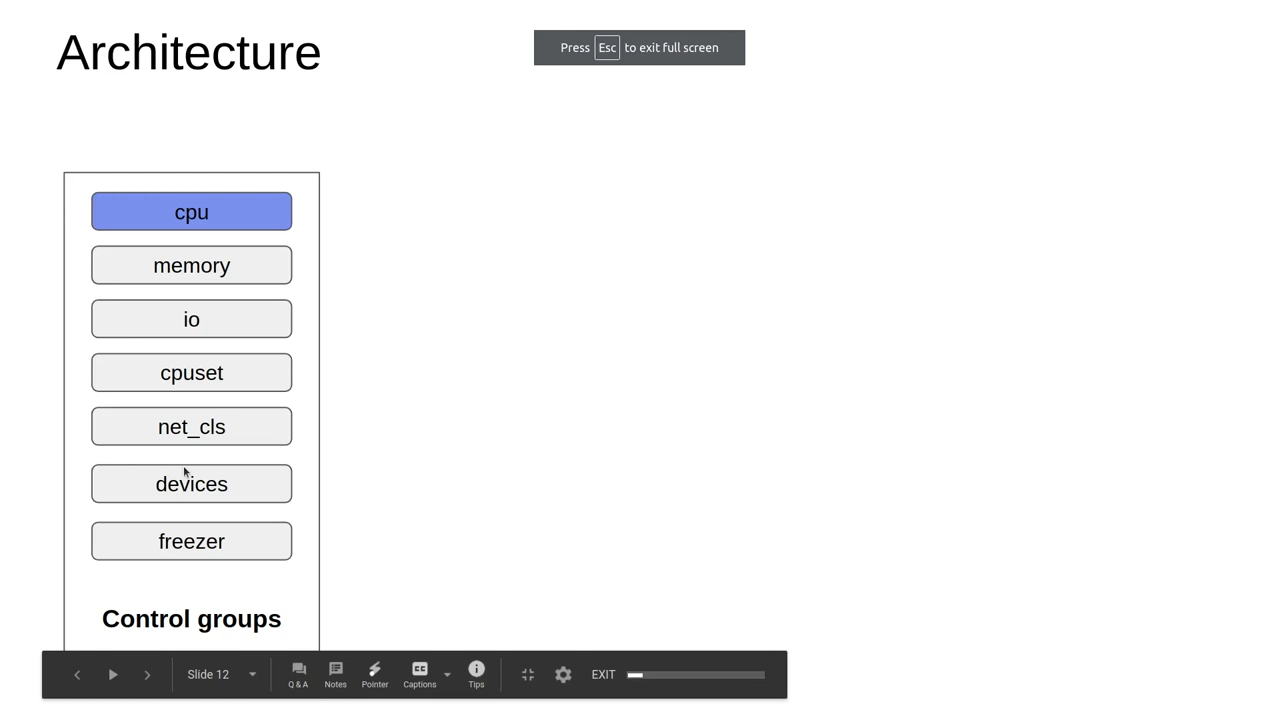 Architecture
Press Esc to exit full screen
cpu
memory
io
cpuset
net_cls
devices
freezer
Control groups
Slide 12
Q & A
Notes
Pointer
Captions
Tips
EXIT